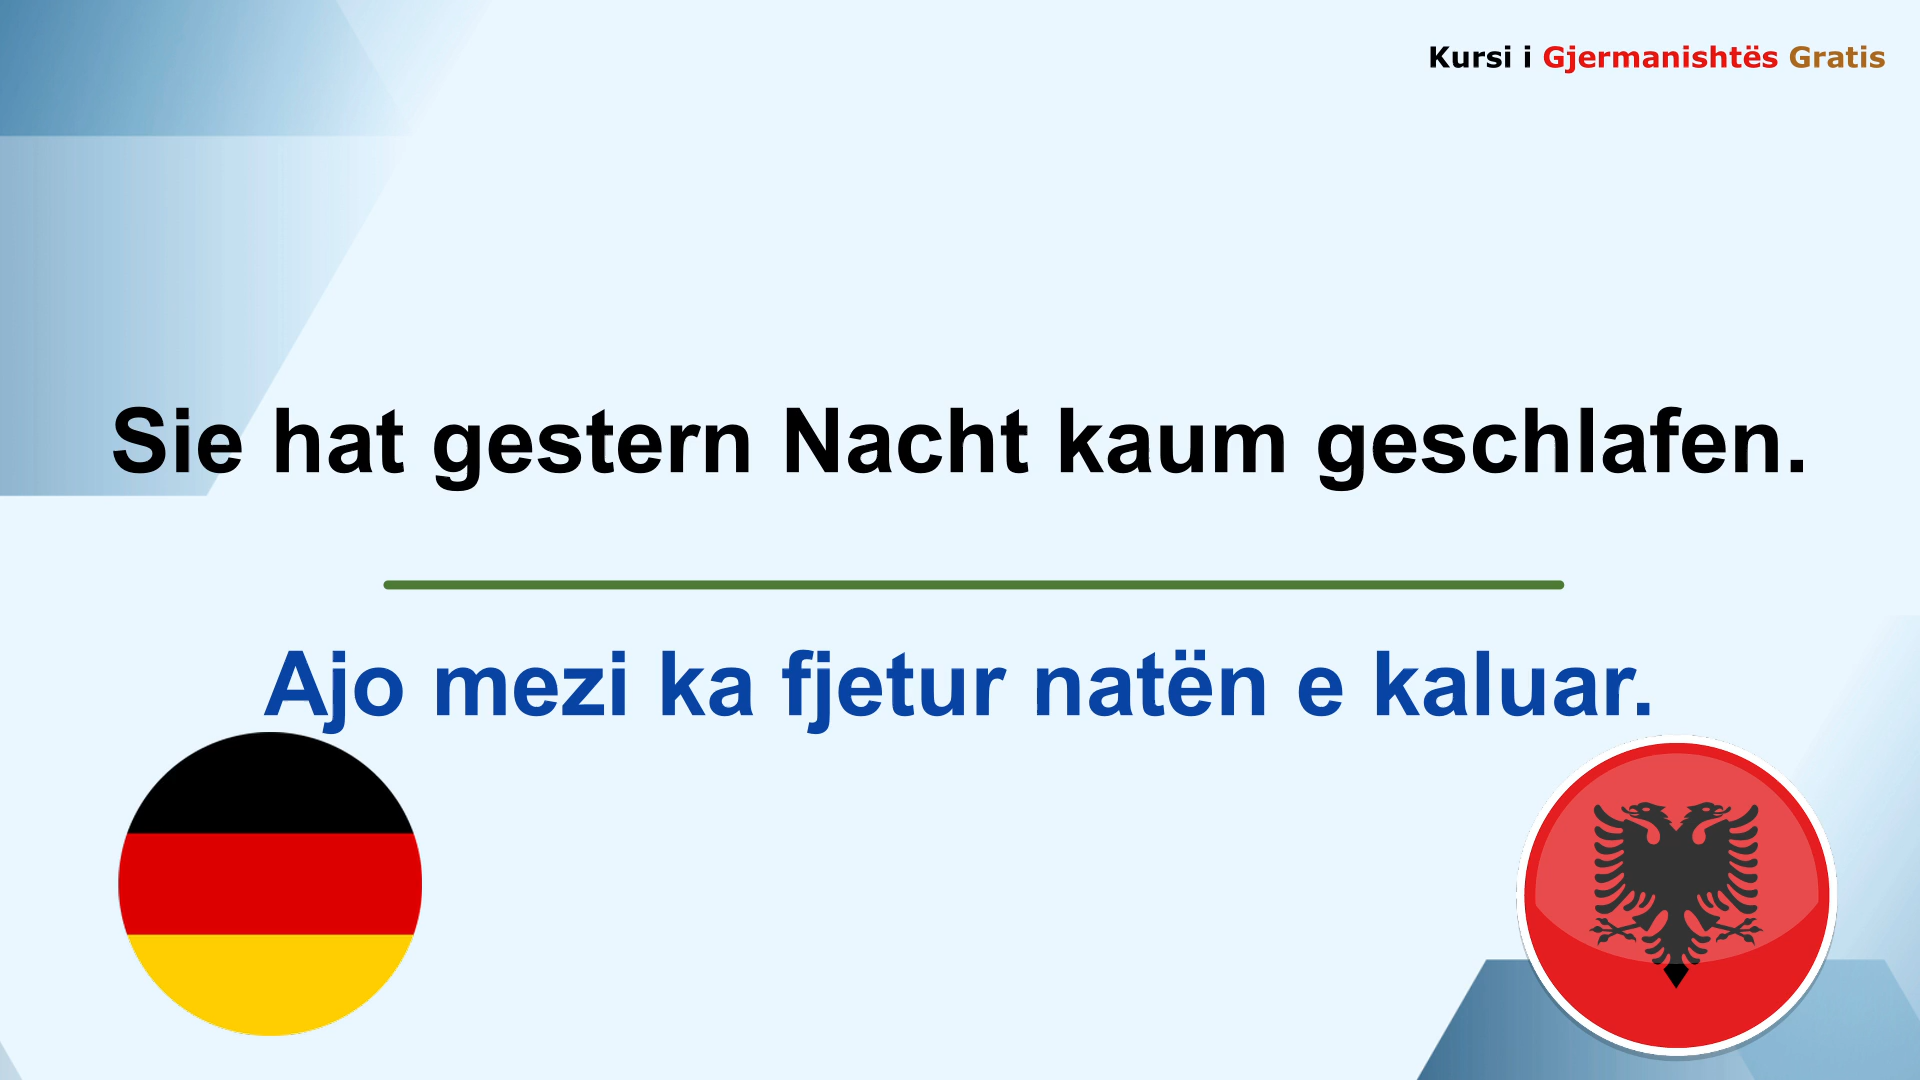 Kursi i Gjermanishtës Gratis
Sie hat gestern Nacht kaum geschlafen.
Ajo mezi ka fjetur natën e kaluar.